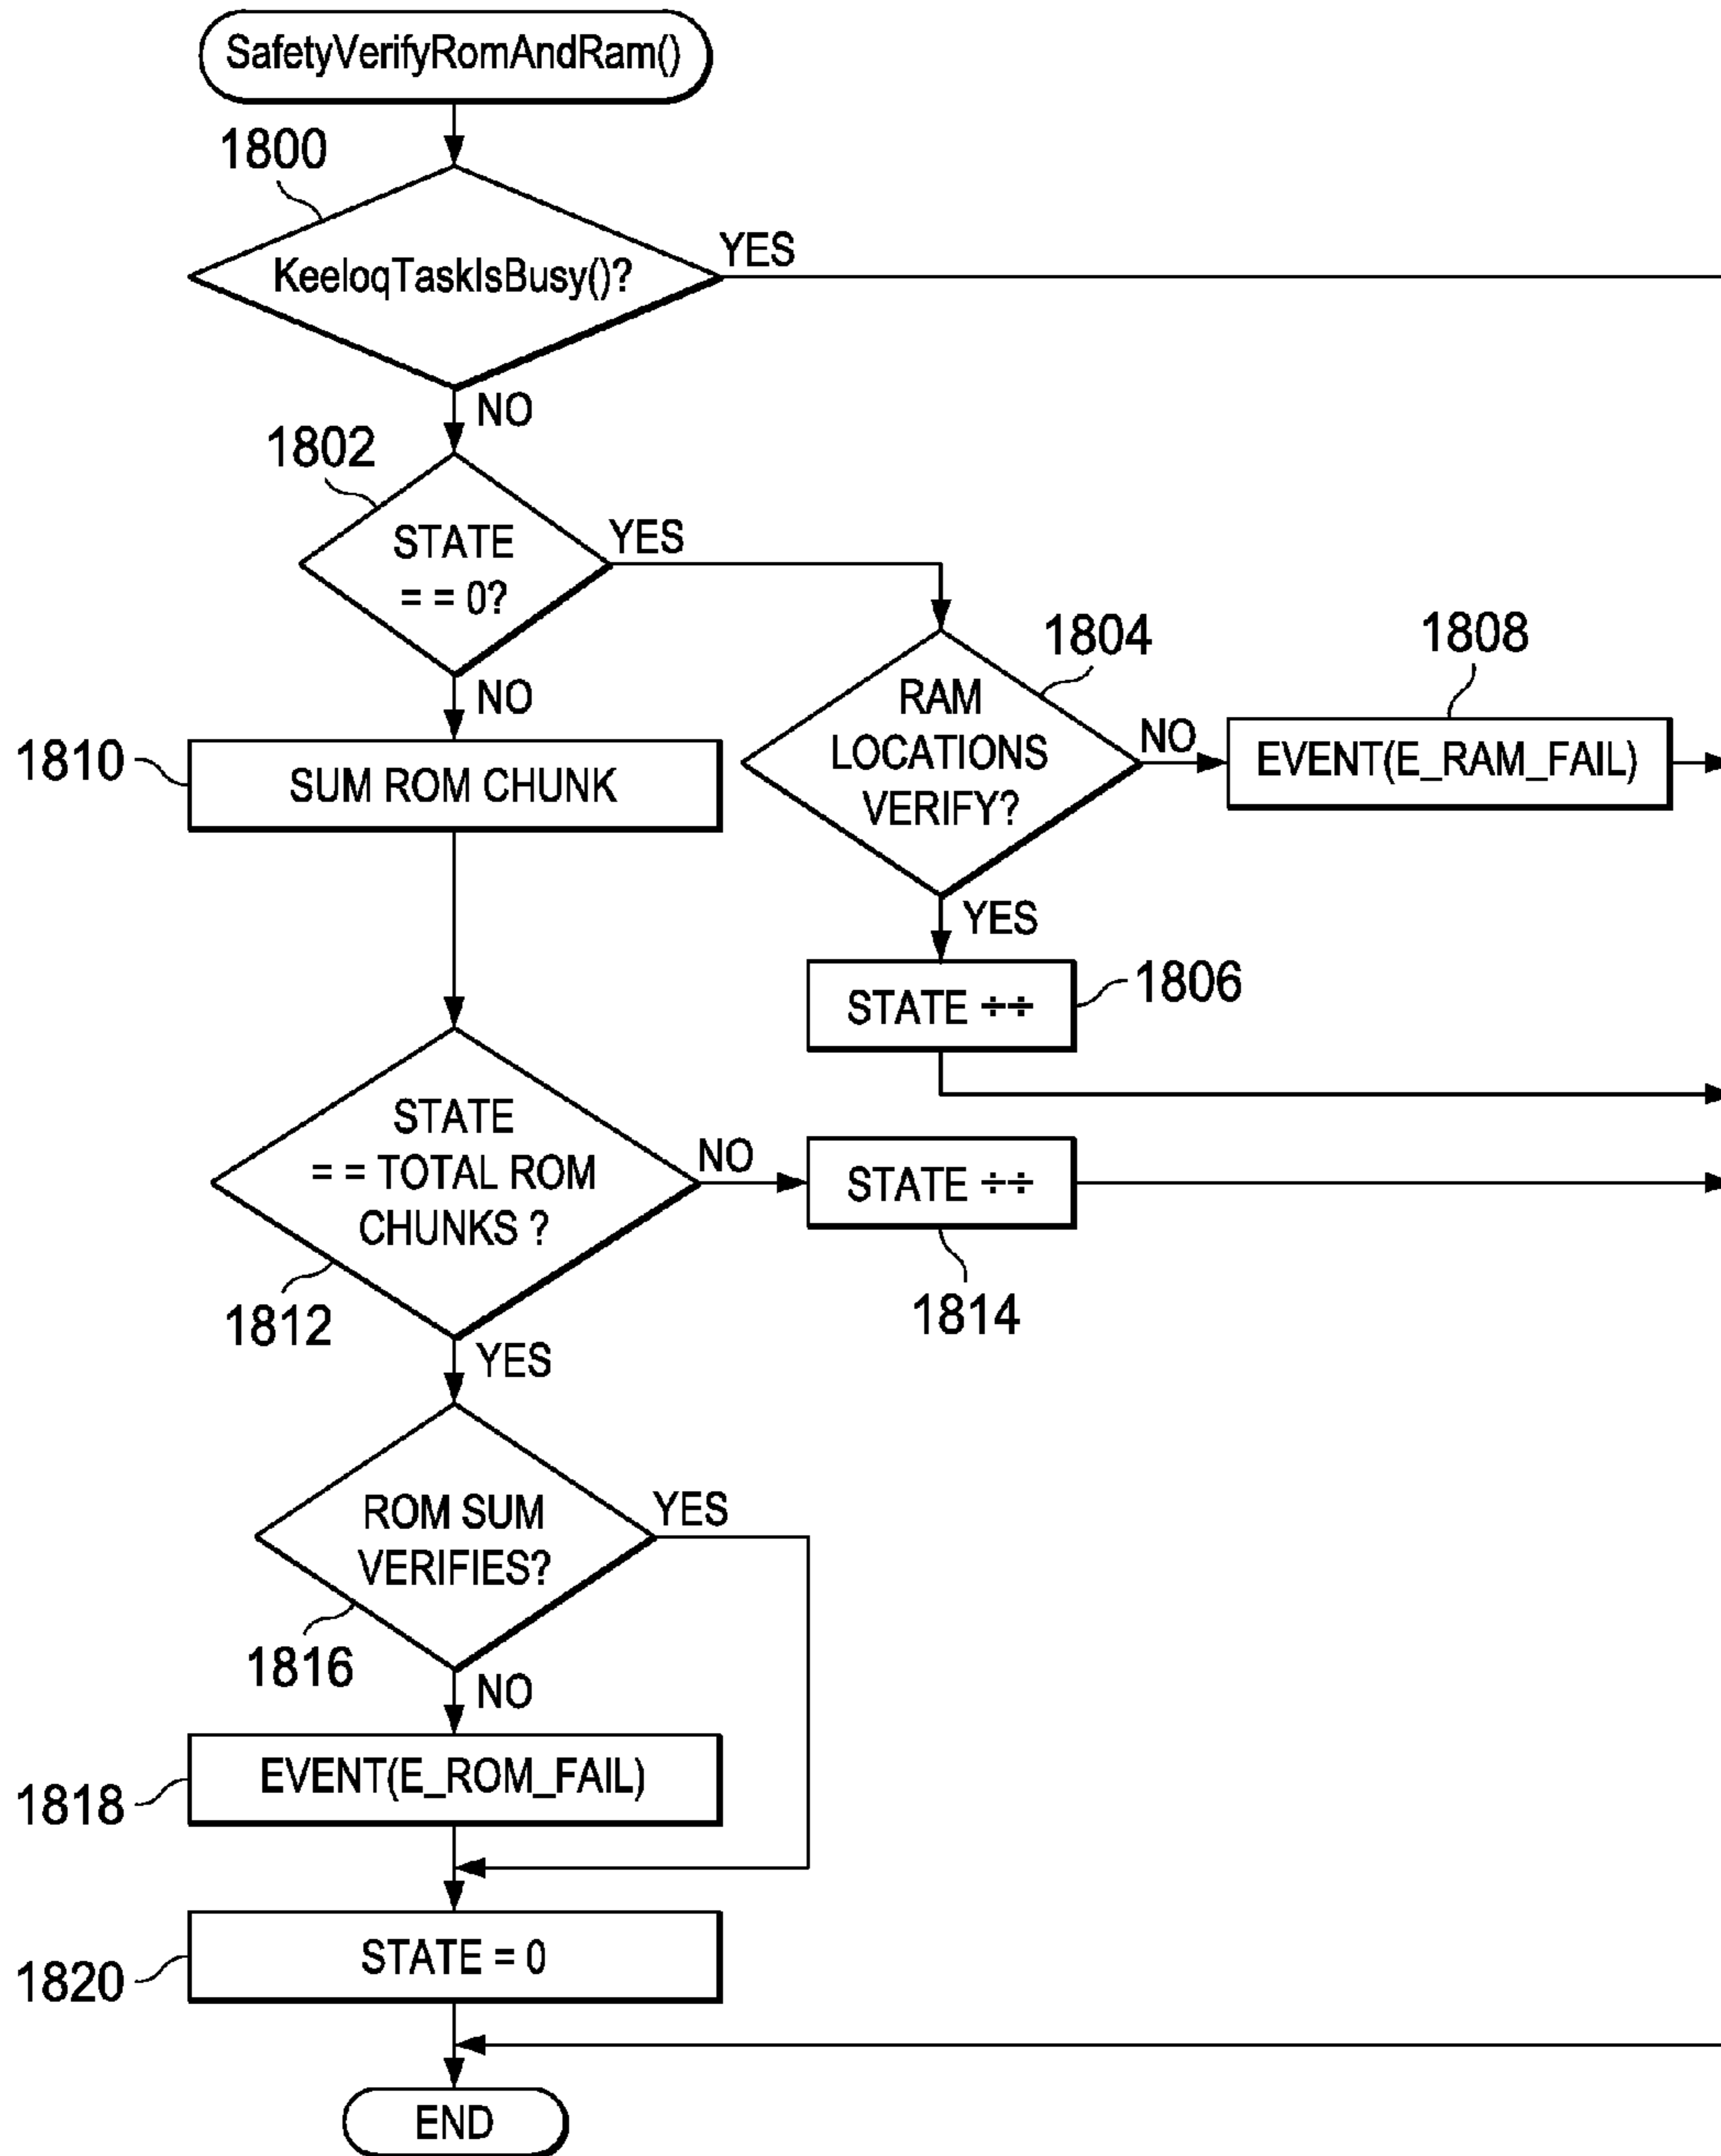 SafetyVerifyRomAndRam()
1800
KeeloqTaskIsBusy()?
YES
NO
1802
STATE
= = 0?
YES
NO
1804
RAM
LOCATIONS
VERIFY?
NO
1808
EVENT(E_RAM_FAIL)
YES
1810
SUM ROM CHUNK
STATE ÷÷
1806
STATE
= = TOTAL ROM
CHUNKS ?
NO
STATE ÷÷
1812
1814
YES
ROM SUM
VERIFIES?
YES
1816
NO
1818
EVENT(E_ROM_FAIL)
1820
STATE = 0
END